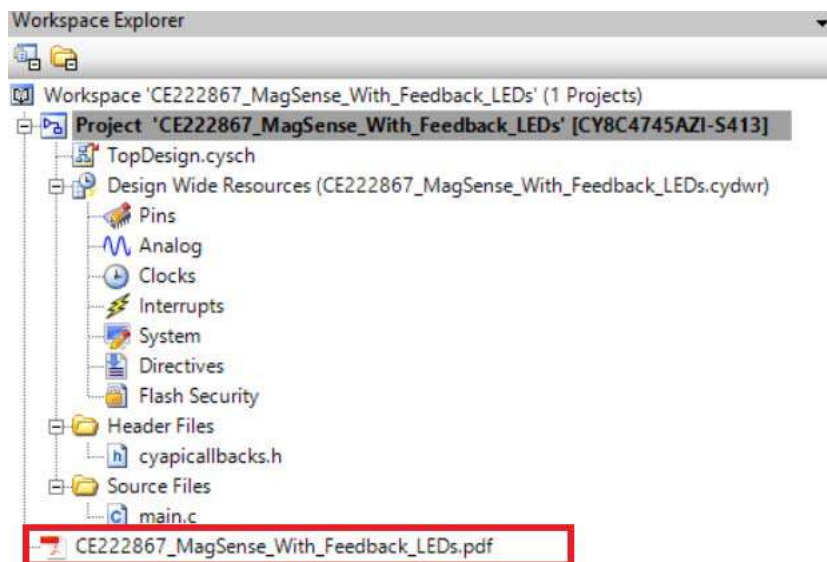 Workspace Explorer
Workspace 'CE222867_MagSense_With_Feedback_LEDs' (1 Projects)
Project 'CE222867_MagSense_With_Feedback_LEDs' [CY8C4745AZI-S413]
TopDesign.cysch
Design Wide Resources (CE222867_MagSense_With_Feedback_LEDs.cydwr)
Pins
Analog
Clocks
Interrupts
System
Directives
Flash Security
Header Files
cyapicallbacks.h
Source Files
main.c
CE222867_MagSense_With_Feedback_LEDs.pdf